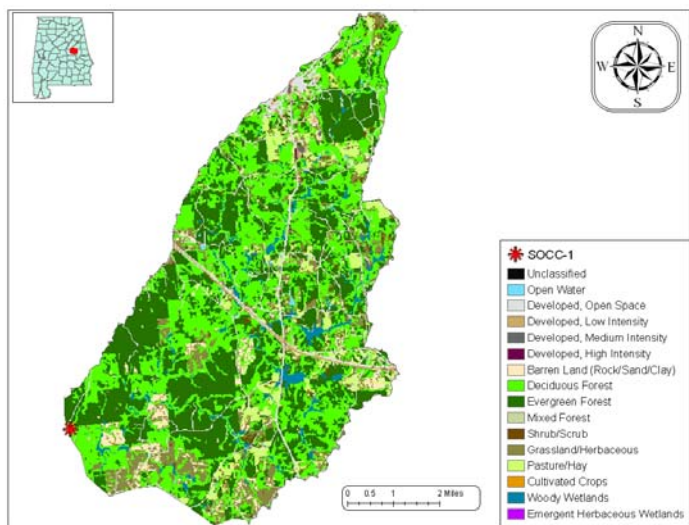 N
W E
S
SOCC-1
Unclassified
Open Water
Developed, Open Space
Developed, Low Intensity
Developed, Medium Intensity
Developed, High Intensity
Barren Land (Rock/Sand/Clay)
Deciduous Forest
Evergreen Forest
Mixed Forest
Shrub/Scrub
Grassland/Herbaceous
Pasture/Hay
Cultivated Crops
Woody Wetlands
Emergent Herbaceous Wetlands
0 0.5 1 2 Miles